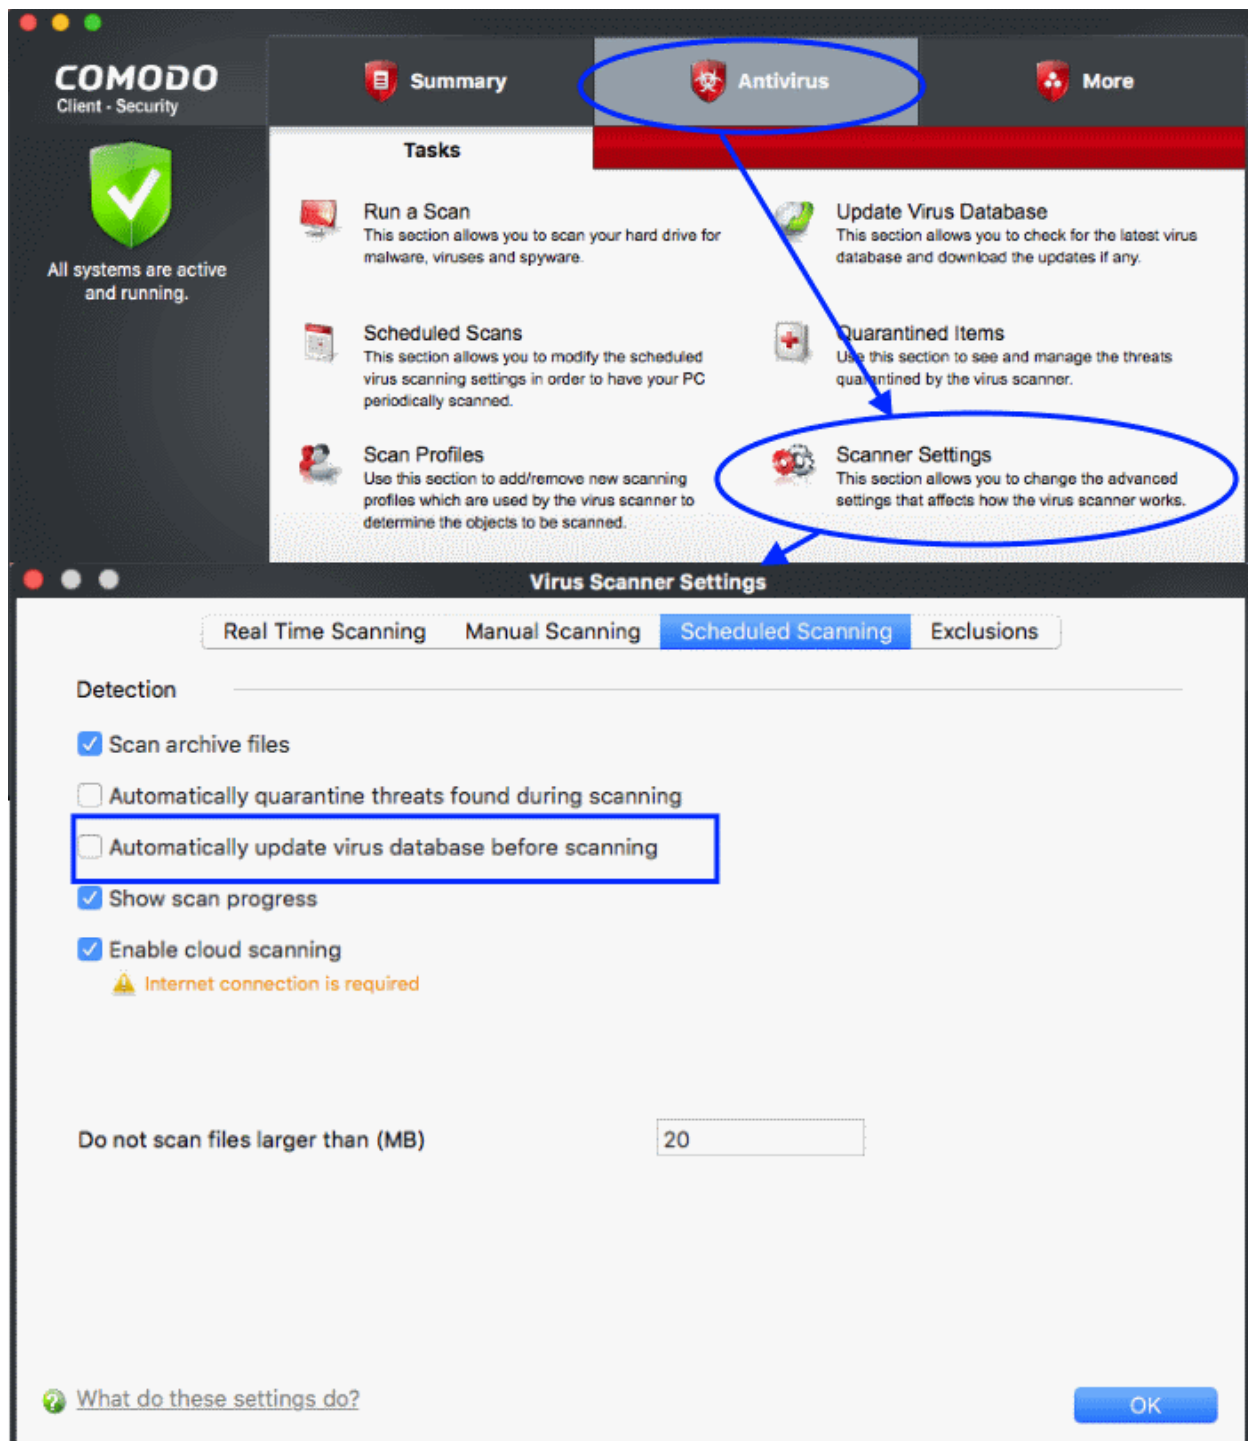 COMODO
Client - Security
Summary
Antivirus
More
Tasks
All systems are active
and running.
Run a Scan
This section allows you to scan your hard drive for
malware, viruses and spyware.
Update Virus Database
This section allows you to check for the latest virus
database and download the updates if any.
Scheduled Scans
This section allows you to modify the scheduled
virus scanning settings in order to have your PC
periodically scanned.
Quarantined Items
Use this section to see and manage the threats
quarantined by the virus scanner.
Scan Profiles
Use this section to add/remove new scanning
profiles which are used by the virus scanner to
determine the objects to be scanned.
Scanner Settings
This section allows you to change the advanced
settings that affects how the virus scanner works.
Virus Scanner Settings
Real Time Scanning
Manual Scanning
Scheduled Scanning
Exclusions
Detection
Scan archive files
Automatically quarantine threats found during scanning
Automatically update virus database before scanning
Show scan progress
Enable cloud scanning
Internet connection is required
Do not scan files larger than (MB)
20
What do these settings do?
OK